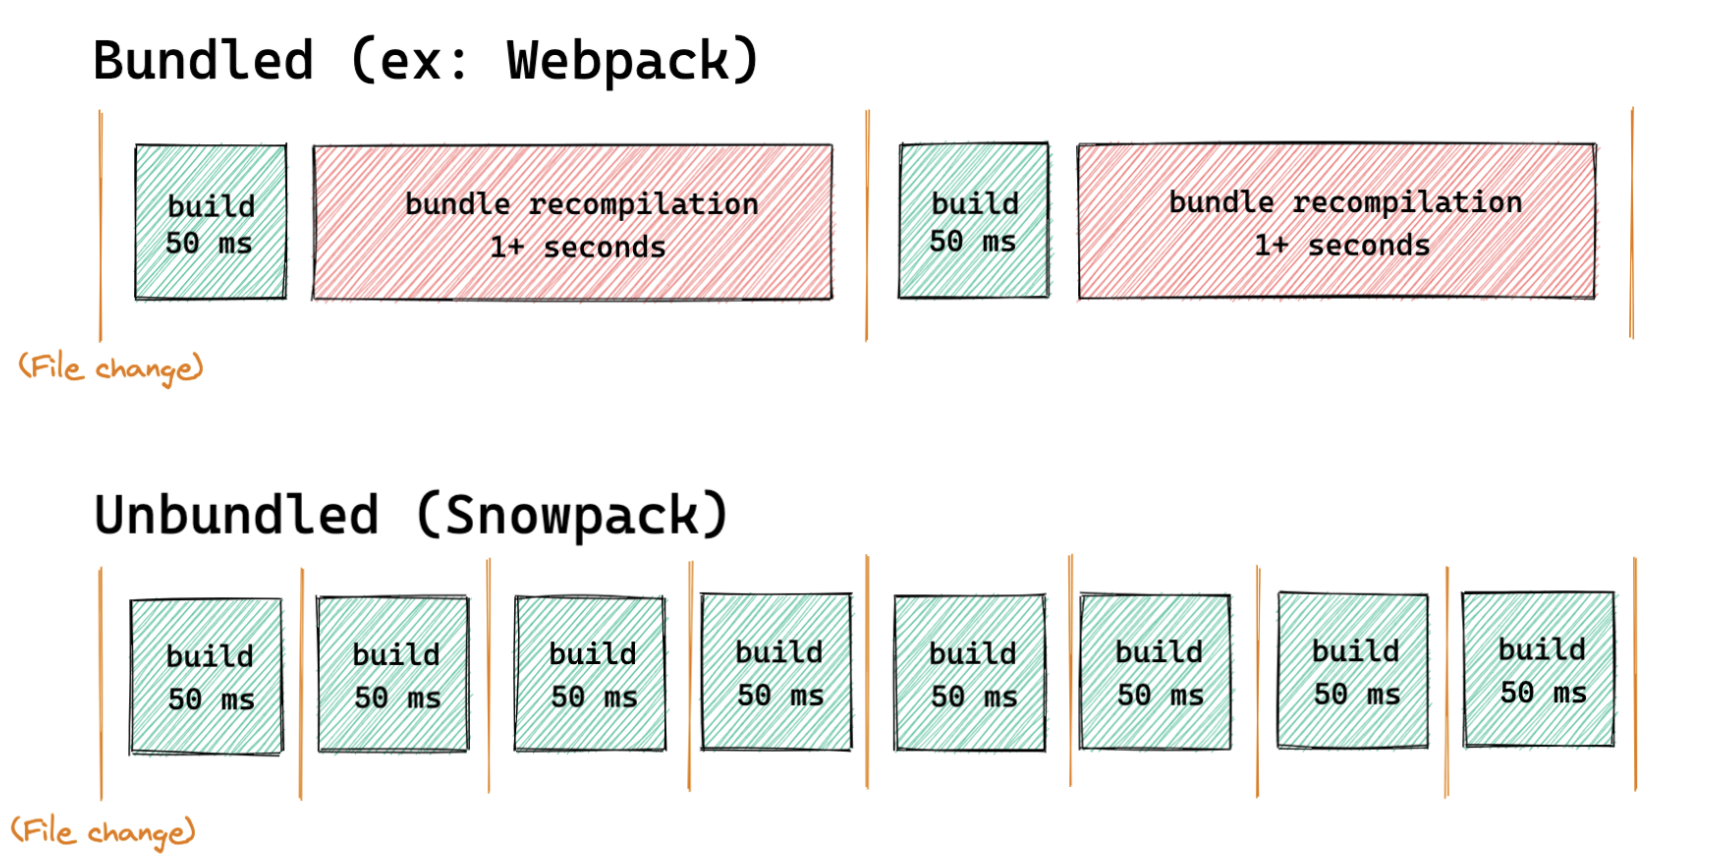 Bundled (ex: Webpack)
build
50 ms
bundle recompilation
1+ seconds
build
50 ms
bundle recompilation
1+ seconds
(File change)
Unbundled (Snowpack)
build
50 ms
build
50 ms
build
50 ms
build
50 ms
build
50 ms
build
50 ms
build
50 ms
build
50 ms
(File change)